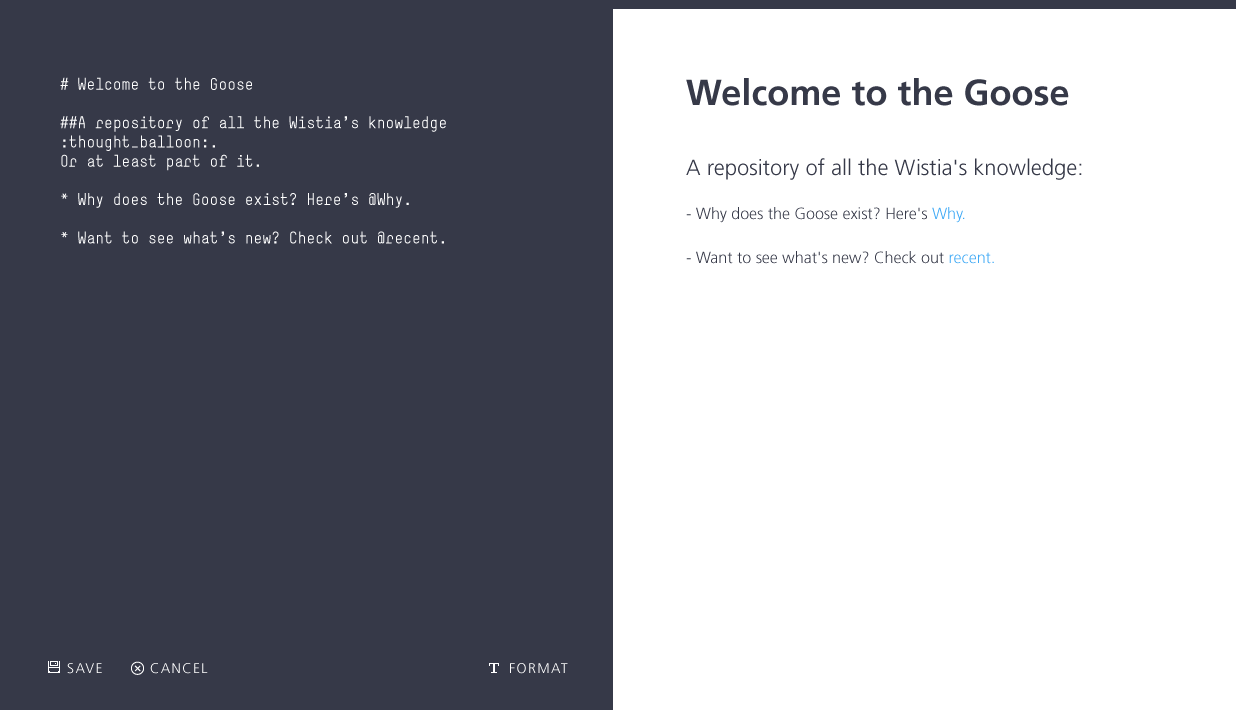 # Welcome to the Goose
##A repository of all the Wistia’s knowledge
:thought_balloon:.
Or at least part of it.
* Why does the Goose exist? Here’s @Why.
* Want to see what’s new? Check out @recent.
SAVE CANCEL T FORMAT
Welcome to the Goose
A repository of all the Wistia's knowledge:
- Why does the Goose exist? Here's Why.
- Want to see what's new? Check out recent.